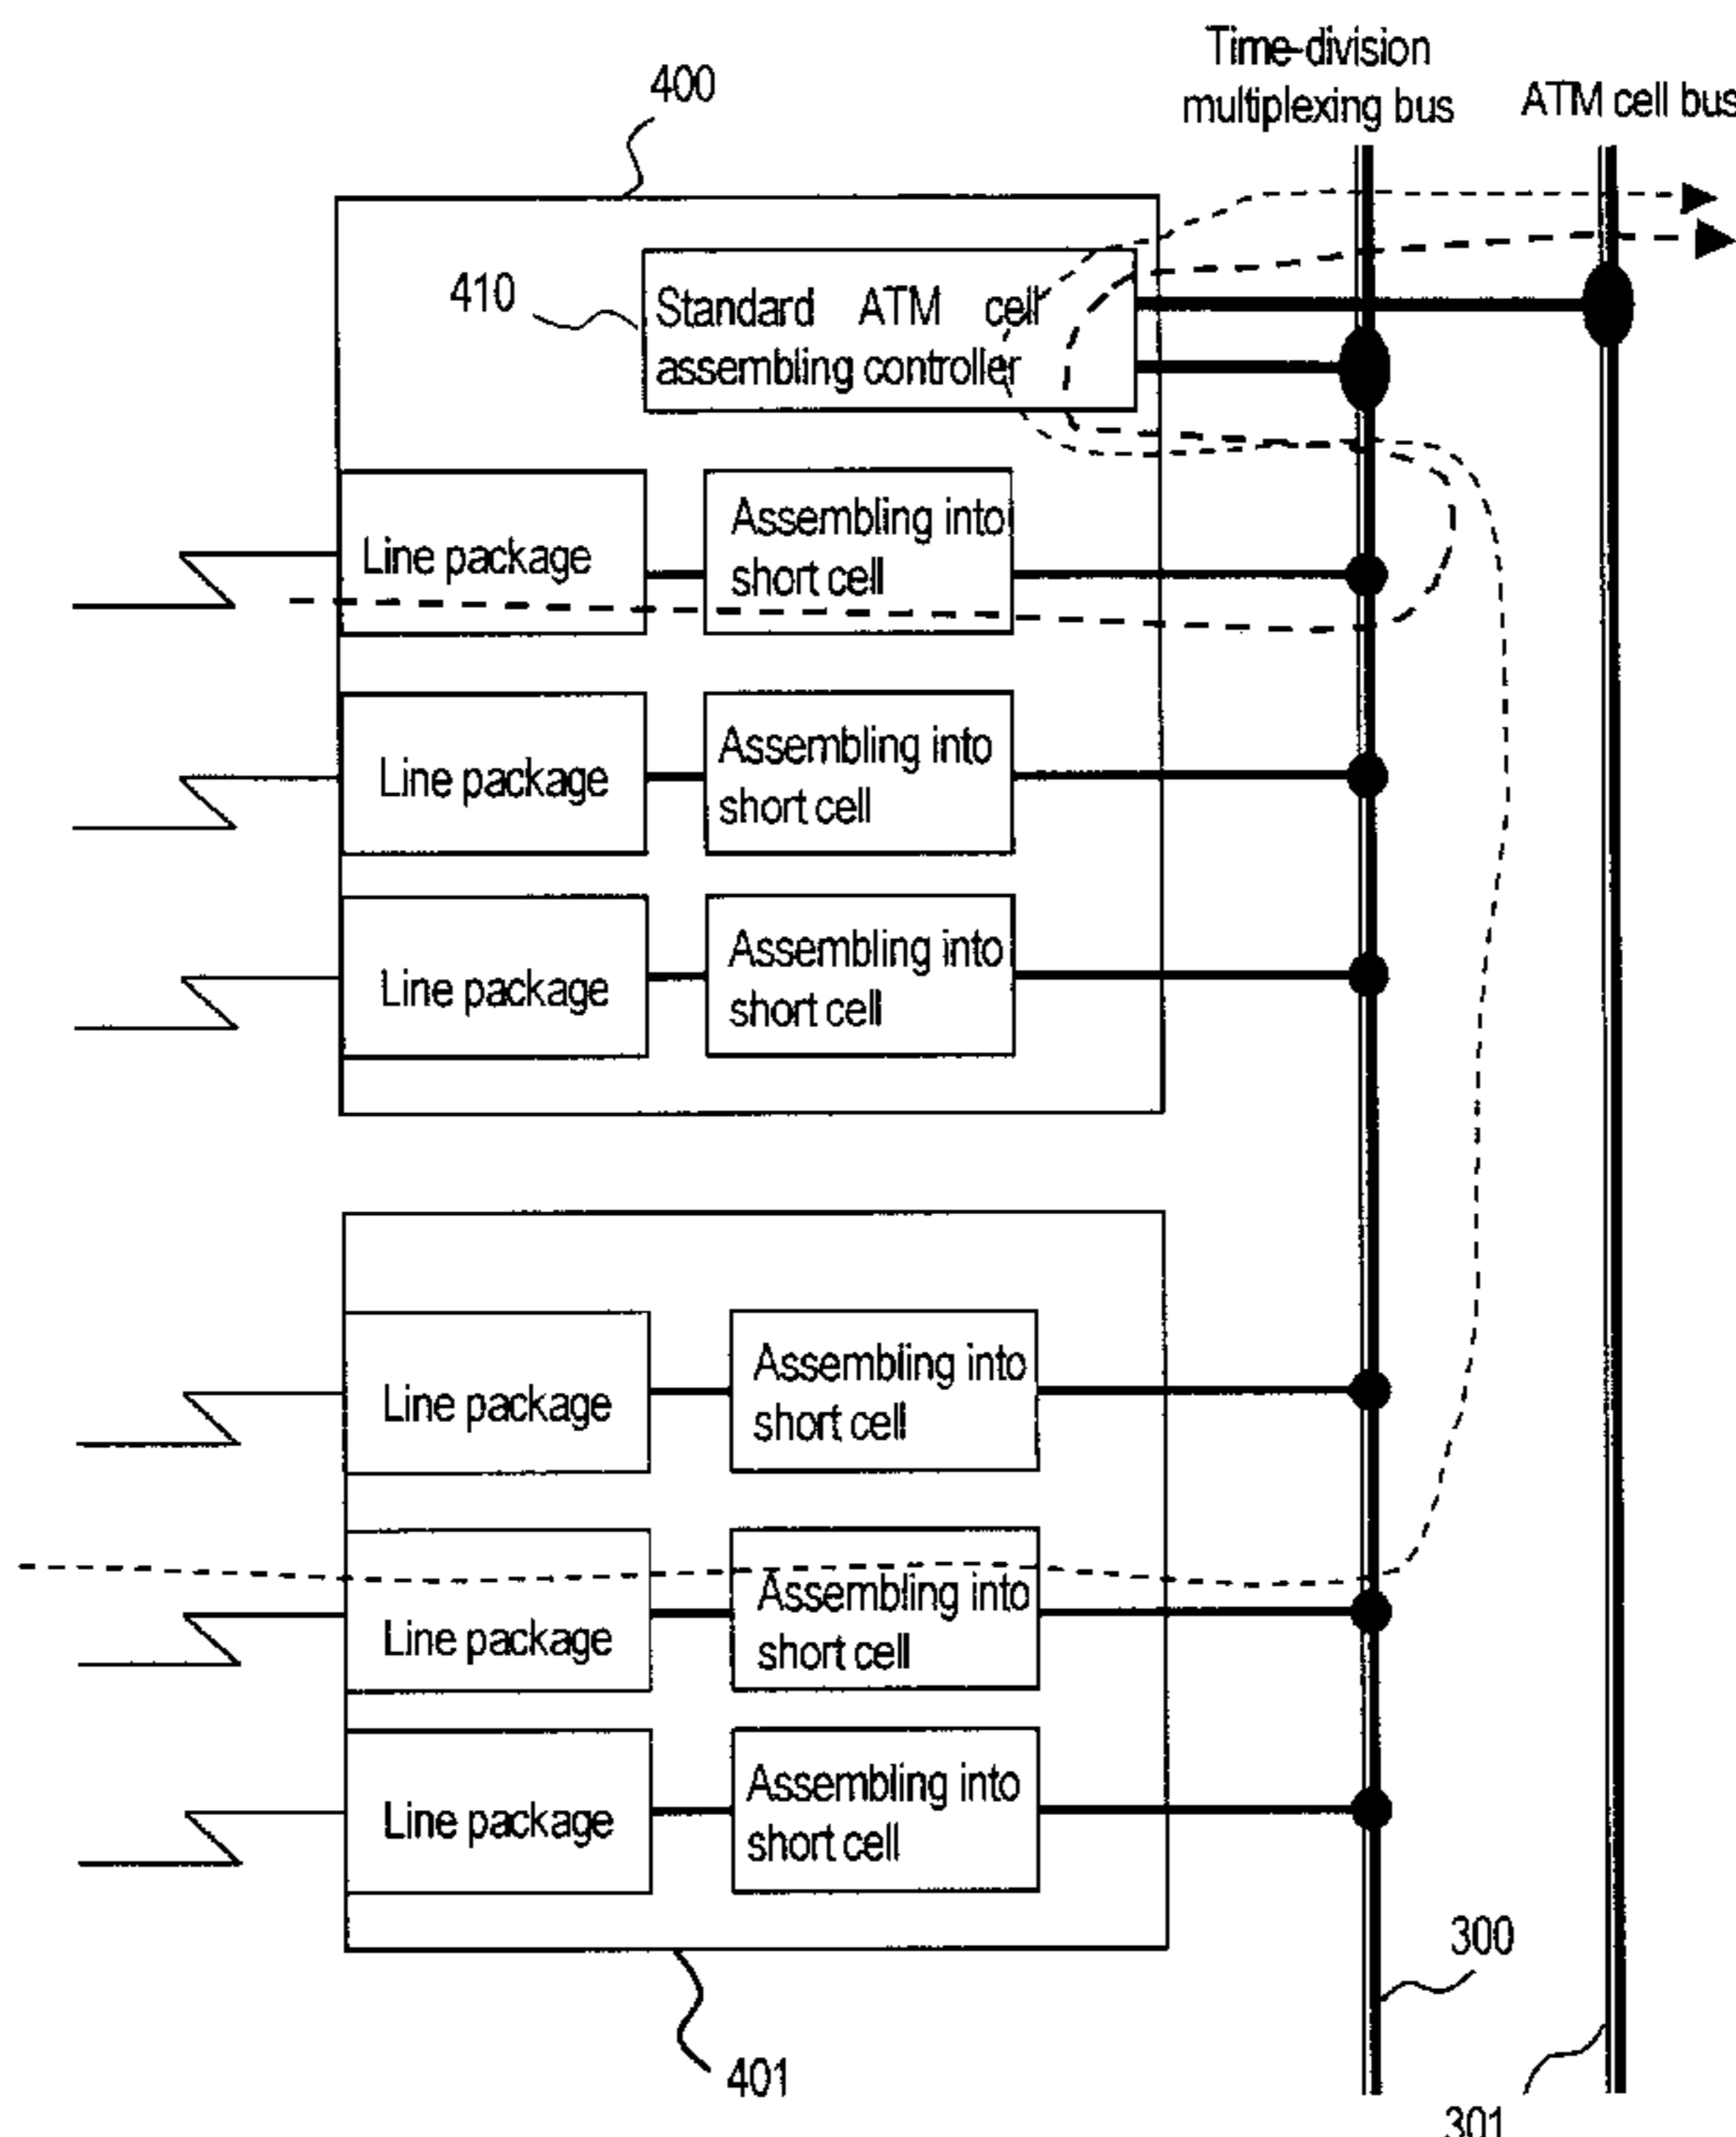 Time-division
multiplexing bus
ATM cell bus
400
410
Standard ATM cell
assembling controller
Line package
Assembling into
short cell
Line package
Assembling into
short cell
Line package
Assembling into
short cell
Line package
Assembling into
short cell
Line package
Assembling into
short cell
Line package
Assembling into
short cell
300
401
301